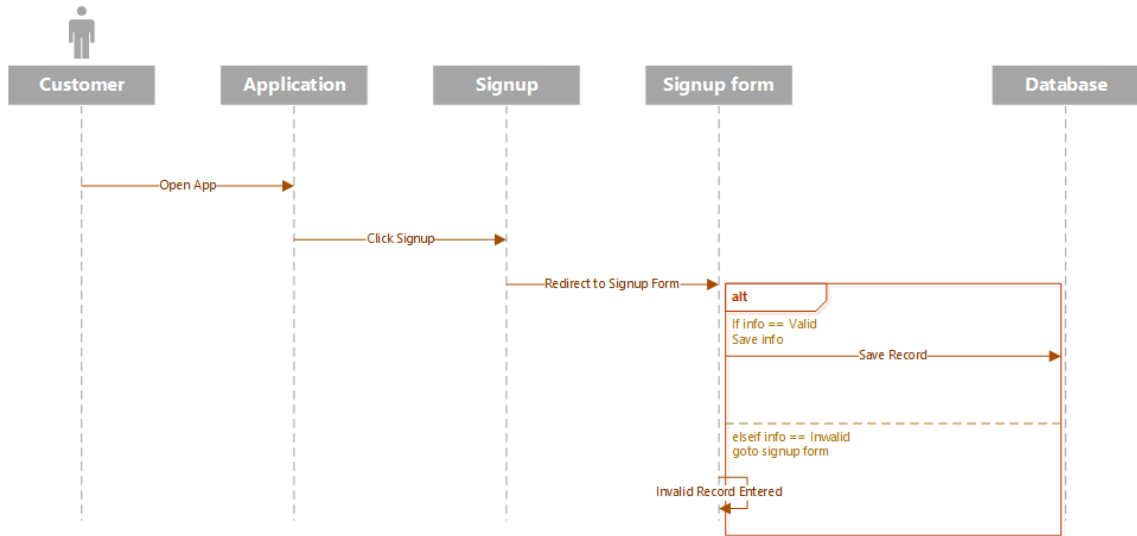 Customer
Application
Signup
Signup form
Database
Open App
Click Signup
Redirect to Signup Form
alt
If info == Valid
Save info
Save Record
elseif info == Inwalid
goto signup form
Invalid Record Entered